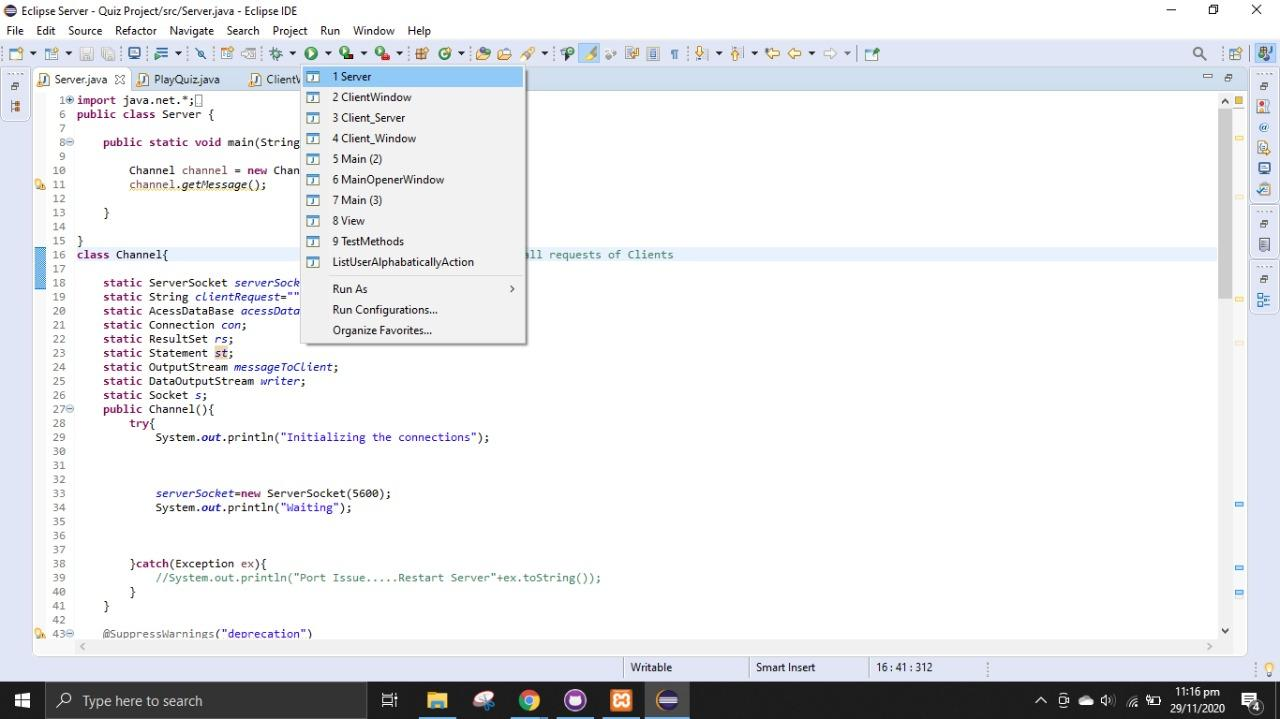 Eclipse Server - Quiz Project/src/Server.java - Eclipse IDE
File Edit Source Refactor Navigate Search Project Run Window Help
Server.java PlayQuiz.java ClientW
1 import java.net.*;
6 public class Server {
7
8 public static void main(String
9
10 Channel channel = new Chan
11 channel.getMessage();
12
13 }
14
15 }
16 class Channel{ all requests of Clients
17
18 static ServerSocket serverSock
19 static String clientRequest=""
20 static AcessDataBase acessData
21 static Connection con;
22 static ResultSet rs;
23 static Statement st;
24 static OutputStream messageToClient;
25 static DataOutputStream writer;
26 static Socket s;
27 public Channel(){
28 try{
29 System.out.println("Initializing the connections");
30
31
32
33 serverSocket=new ServerSocket(5600);
34 System.out.println("Waiting");
35
36
37
38 }catch(Exception ex){
39 //System.out.println("Port Issue.....Restart Server"+ex.toString());
40 }
41 }
42
43 @SuppressWarnings("deprecation")
1 Server
2 ClientWindow
3 Client_Server
4 Client_Window
5 Main (2)
6 MainOpenerWindow
7 Main (3)
8 View
9 TestMethods
ListUserAlphabaticallyAction
Run As
Run Configurations...
Organize Favorites...
Writable Smart Insert 16 : 41 : 312
Type here to search
11:16 pm
29/11/2020
4